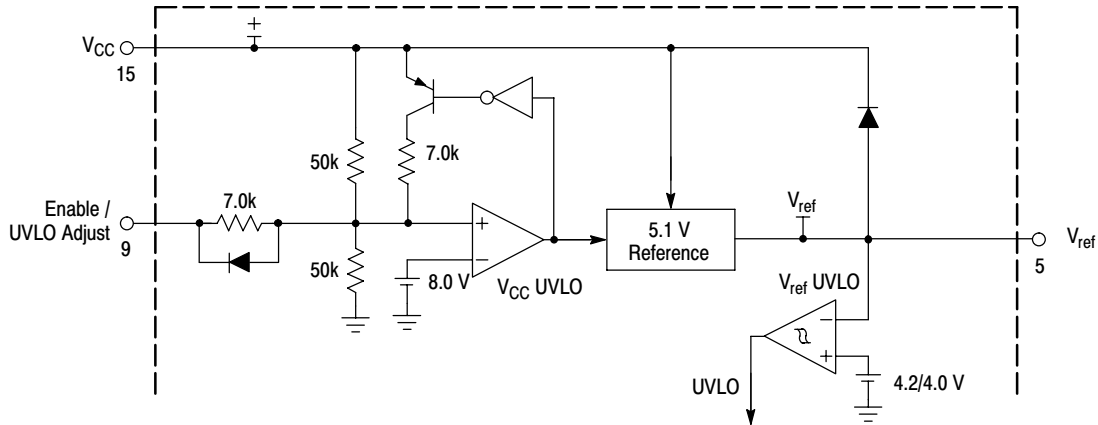 +
V_CC
15
50k
7.0k
7.0k
Enable /
UVLO Adjust
9
50k
+
–
8.0 V
V_CC UVLO
5.1 V
Reference
V_ref
V_ref
5
V_ref UVLO
–
+
4.2/4.0 V
UVLO